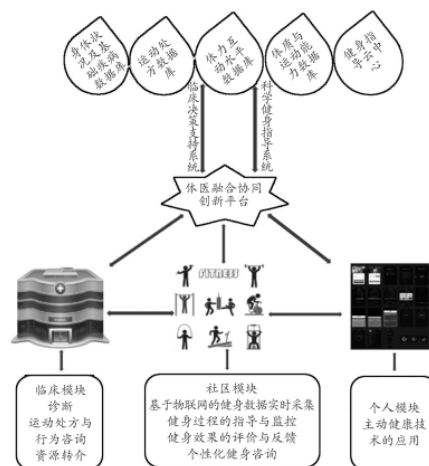 身体状
况及基
础疾病
数据库
运动处
方数据
库
体力互
动水平
数据库
体质与
运动能
力数据
库
健身指
导云中
心
临床决策支持系统
科学健身指导系统
体医融合协同
创新平台
FITNESS
临床模块
诊断
运动处方与
行为咨询
资源转介
社区模块
基于物联网的健身数据实时采集
健身过程的指导与监控
健身效果的评价与反馈
个性化健身咨询
个人模块
主动健康技
术的应用